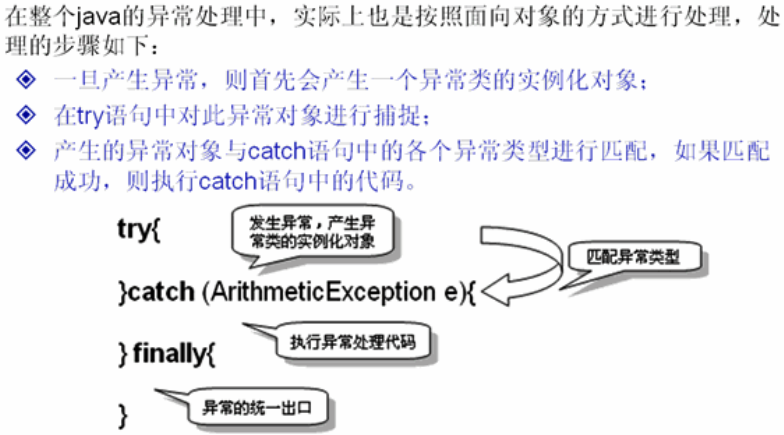 在整个java的异常处理中，实际上也是按照面向对象的方式进行处理，处
理的步骤如下：
一旦产生异常，则首先会产生一个异常类的实例化对象；
在try语句中对此异常对象进行捕捉；
产生的异常对象与catch语句中的各个异常类型进行匹配，如果匹配
成功，则执行catch语句中的代码。
try{
发生异常，产生异
常类的实例化对象
匹配异常类型
}catch (ArithmeticException e){
执行异常处理代码
} finally{
异常的统一出口
}